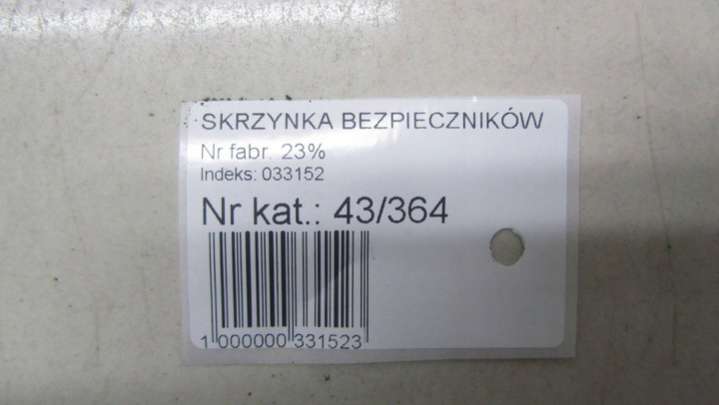 SKRZYNKA BEZPIECZNIKÓW
Nr fabr. 23%
Indeks: 033152
Nr kat.: 43/364
1 000000 331523